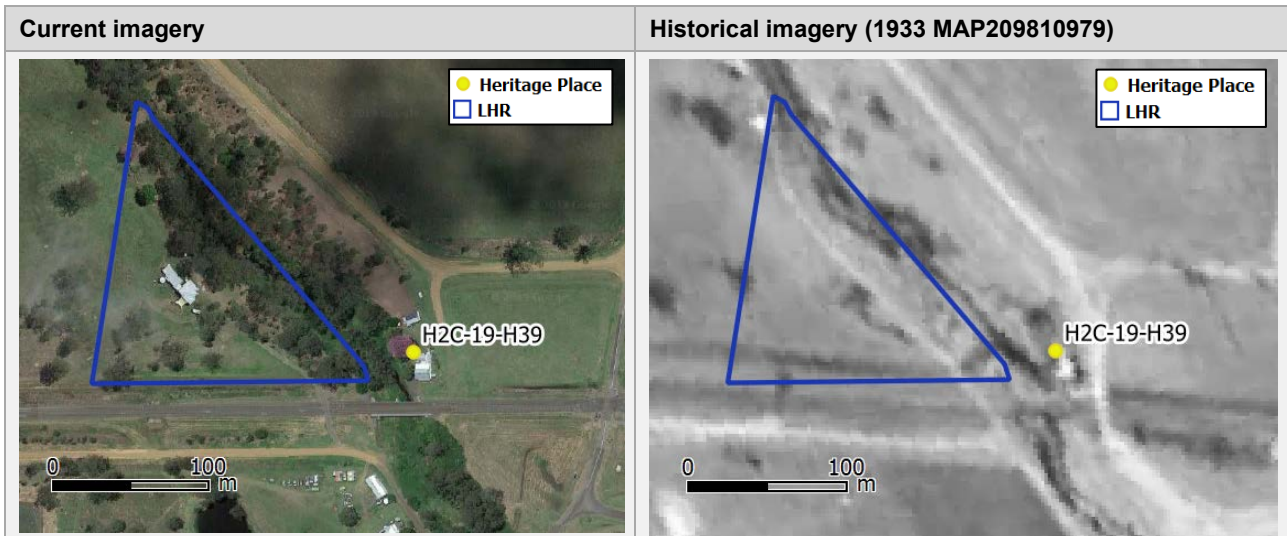 Current imagery
Historical imagery (1933 MAP209810979)
Heritage Place
LHR
H2C-19-H39
0 100
m
Heritage Place
LHR
H2C-19-H39
0 100
m